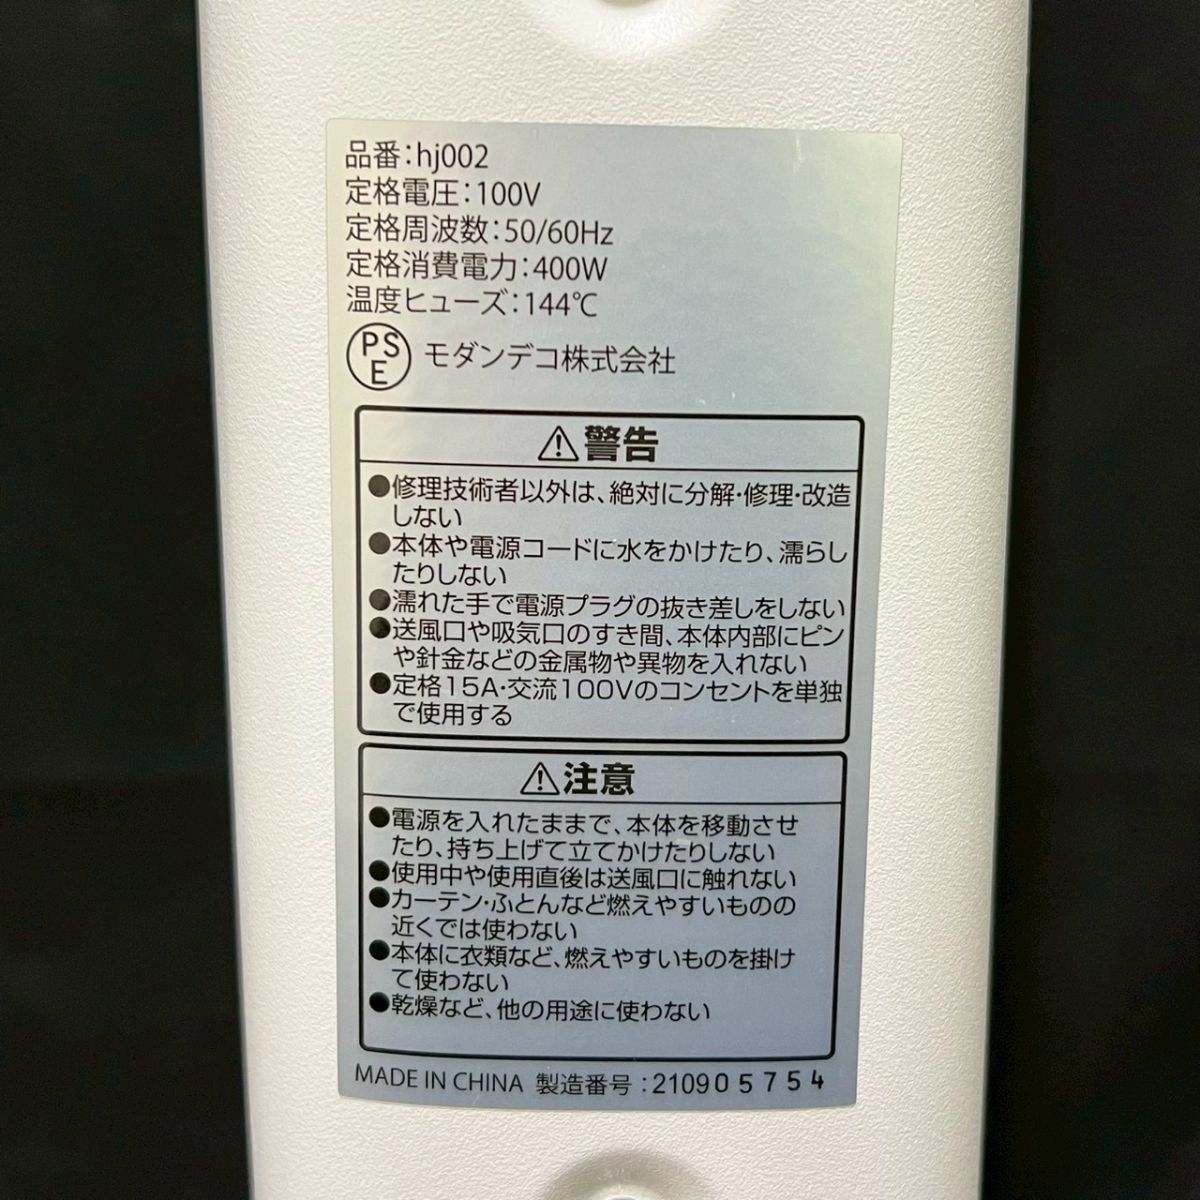 品番:hj002
定格電圧:100V
定格周波数:50/60Hz
定格消費電力:400W
温度ヒューズ:144℃
PSE モダンデコ株式会社
⚠警告
●修理技術者以外は、絶対に分解・修理・改造
しない
●本体や電源コードに水をかけたり、濡らし
たりしない
●濡れた手で電源プラグの抜き差しをしない
●送風口や吸気口のすき間、本体内部にピン
や針金などの金属物や異物を入れない
●定格15A・交流100Vのコンセントを単独
で使用する
⚠注意
●電源を入れたままで、本体を移動させ
たり、持ち上げて立てかけたりしない
●使用中や使用直後は送風口に触れない
●カーテン・ふとんなど燃えやすいものの
近くでは使わない
●本体に衣類など、燃えやすいものを掛け
て使わない
●乾燥など、他の用途に使わない
MADE IN CHINA 製造番号:210905754